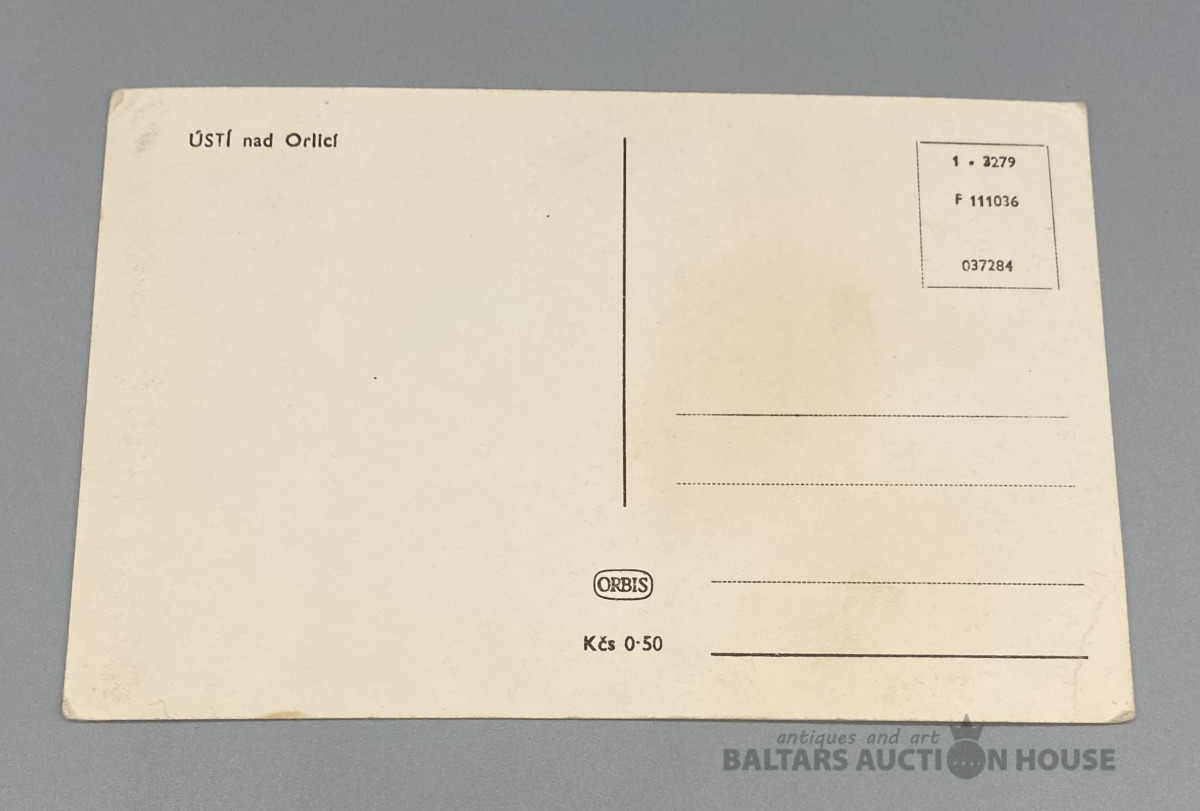 ÚSTÍ nad Orlicí
1 • 3279
F 111036
037284
ORBIS
Kčs 0·50
antiques and art
BALTARS AUCTION HOUSE